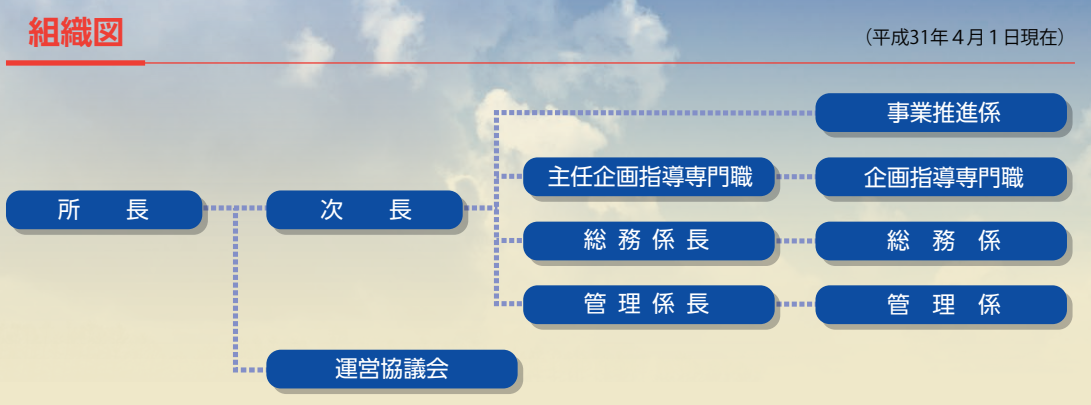 組織図
（平成31年４月１日現在）
事業推進係
主任企画指導専門職
企画指導専門職
所　長
次　長
総務係長
総務係
管理係長
管理係
運営協議会